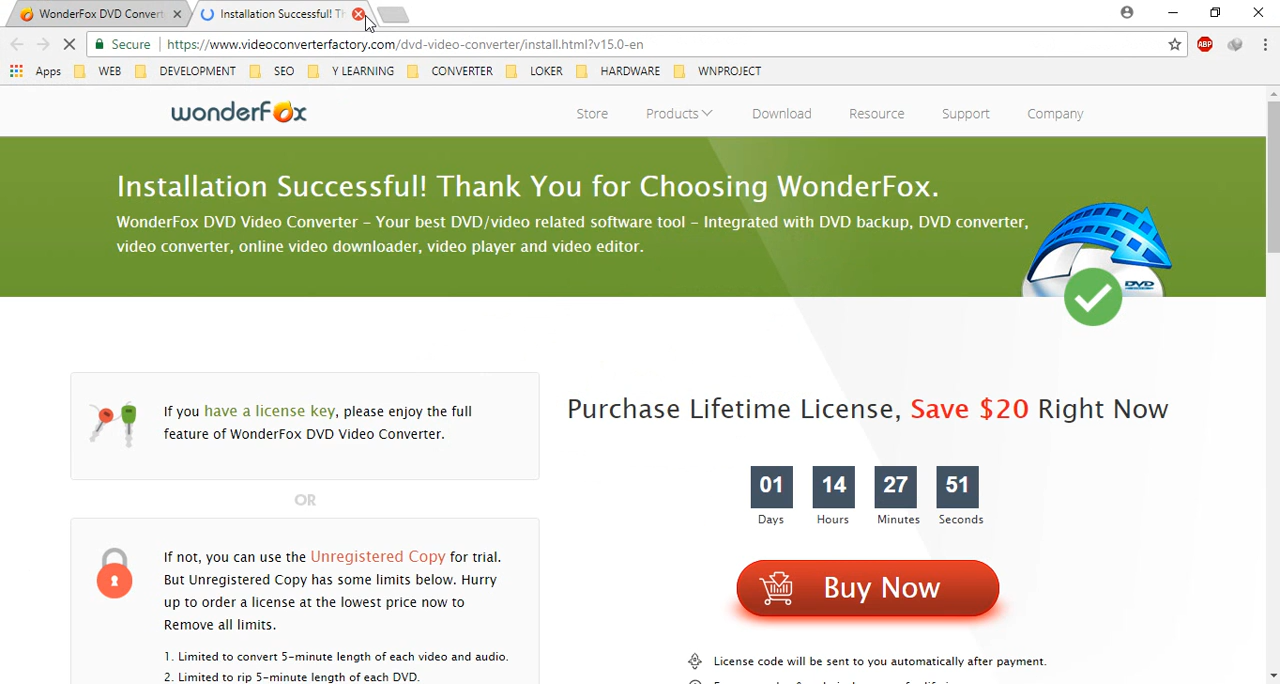 WonderFox DVD Convert
Installation Successful! Th
Secure https://www.videoconverterfactory.com/dvd-video-converter/install.html?v15.0-en
ABP
Apps WEB DEVELOPMENT SEO Y LEARNING CONVERTER LOKER HARDWARE WNPROJECT
wonderFox Store Products Download Resource Support Company
Installation Successful! Thank You for Choosing WonderFox.
WonderFox DVD Video Converter – Your best DVD/video related software tool – Integrated with DVD backup, DVD converter,
video converter, online video downloader, video player and video editor.
DVD
If you have a license key, please enjoy the full
feature of WonderFox DVD Video Converter.
OR
If not, you can use the Unregistered Copy for trial.
But Unregistered Copy has some limits below. Hurry
up to order a license at the lowest price now to
Remove all limits.
1. Limited to convert 5-minute length of each video and audio.
2. Limited to rip 5-minute length of each DVD.
Purchase Lifetime License, Save $20 Right Now
01 14 27 51
Days Hours Minutes Seconds
Buy Now
License code will be sent to you automatically after payment.